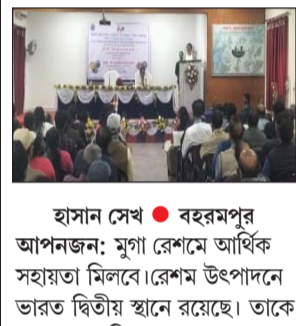 হাসান সেখ ● বহরমপুর
আপনজন: মুগা রেশমে আর্থিক
সহায়তা মিলবে।রেশম উৎপাদনে
ভারত দ্বিতীয় স্থানে রয়েছে। তাকে